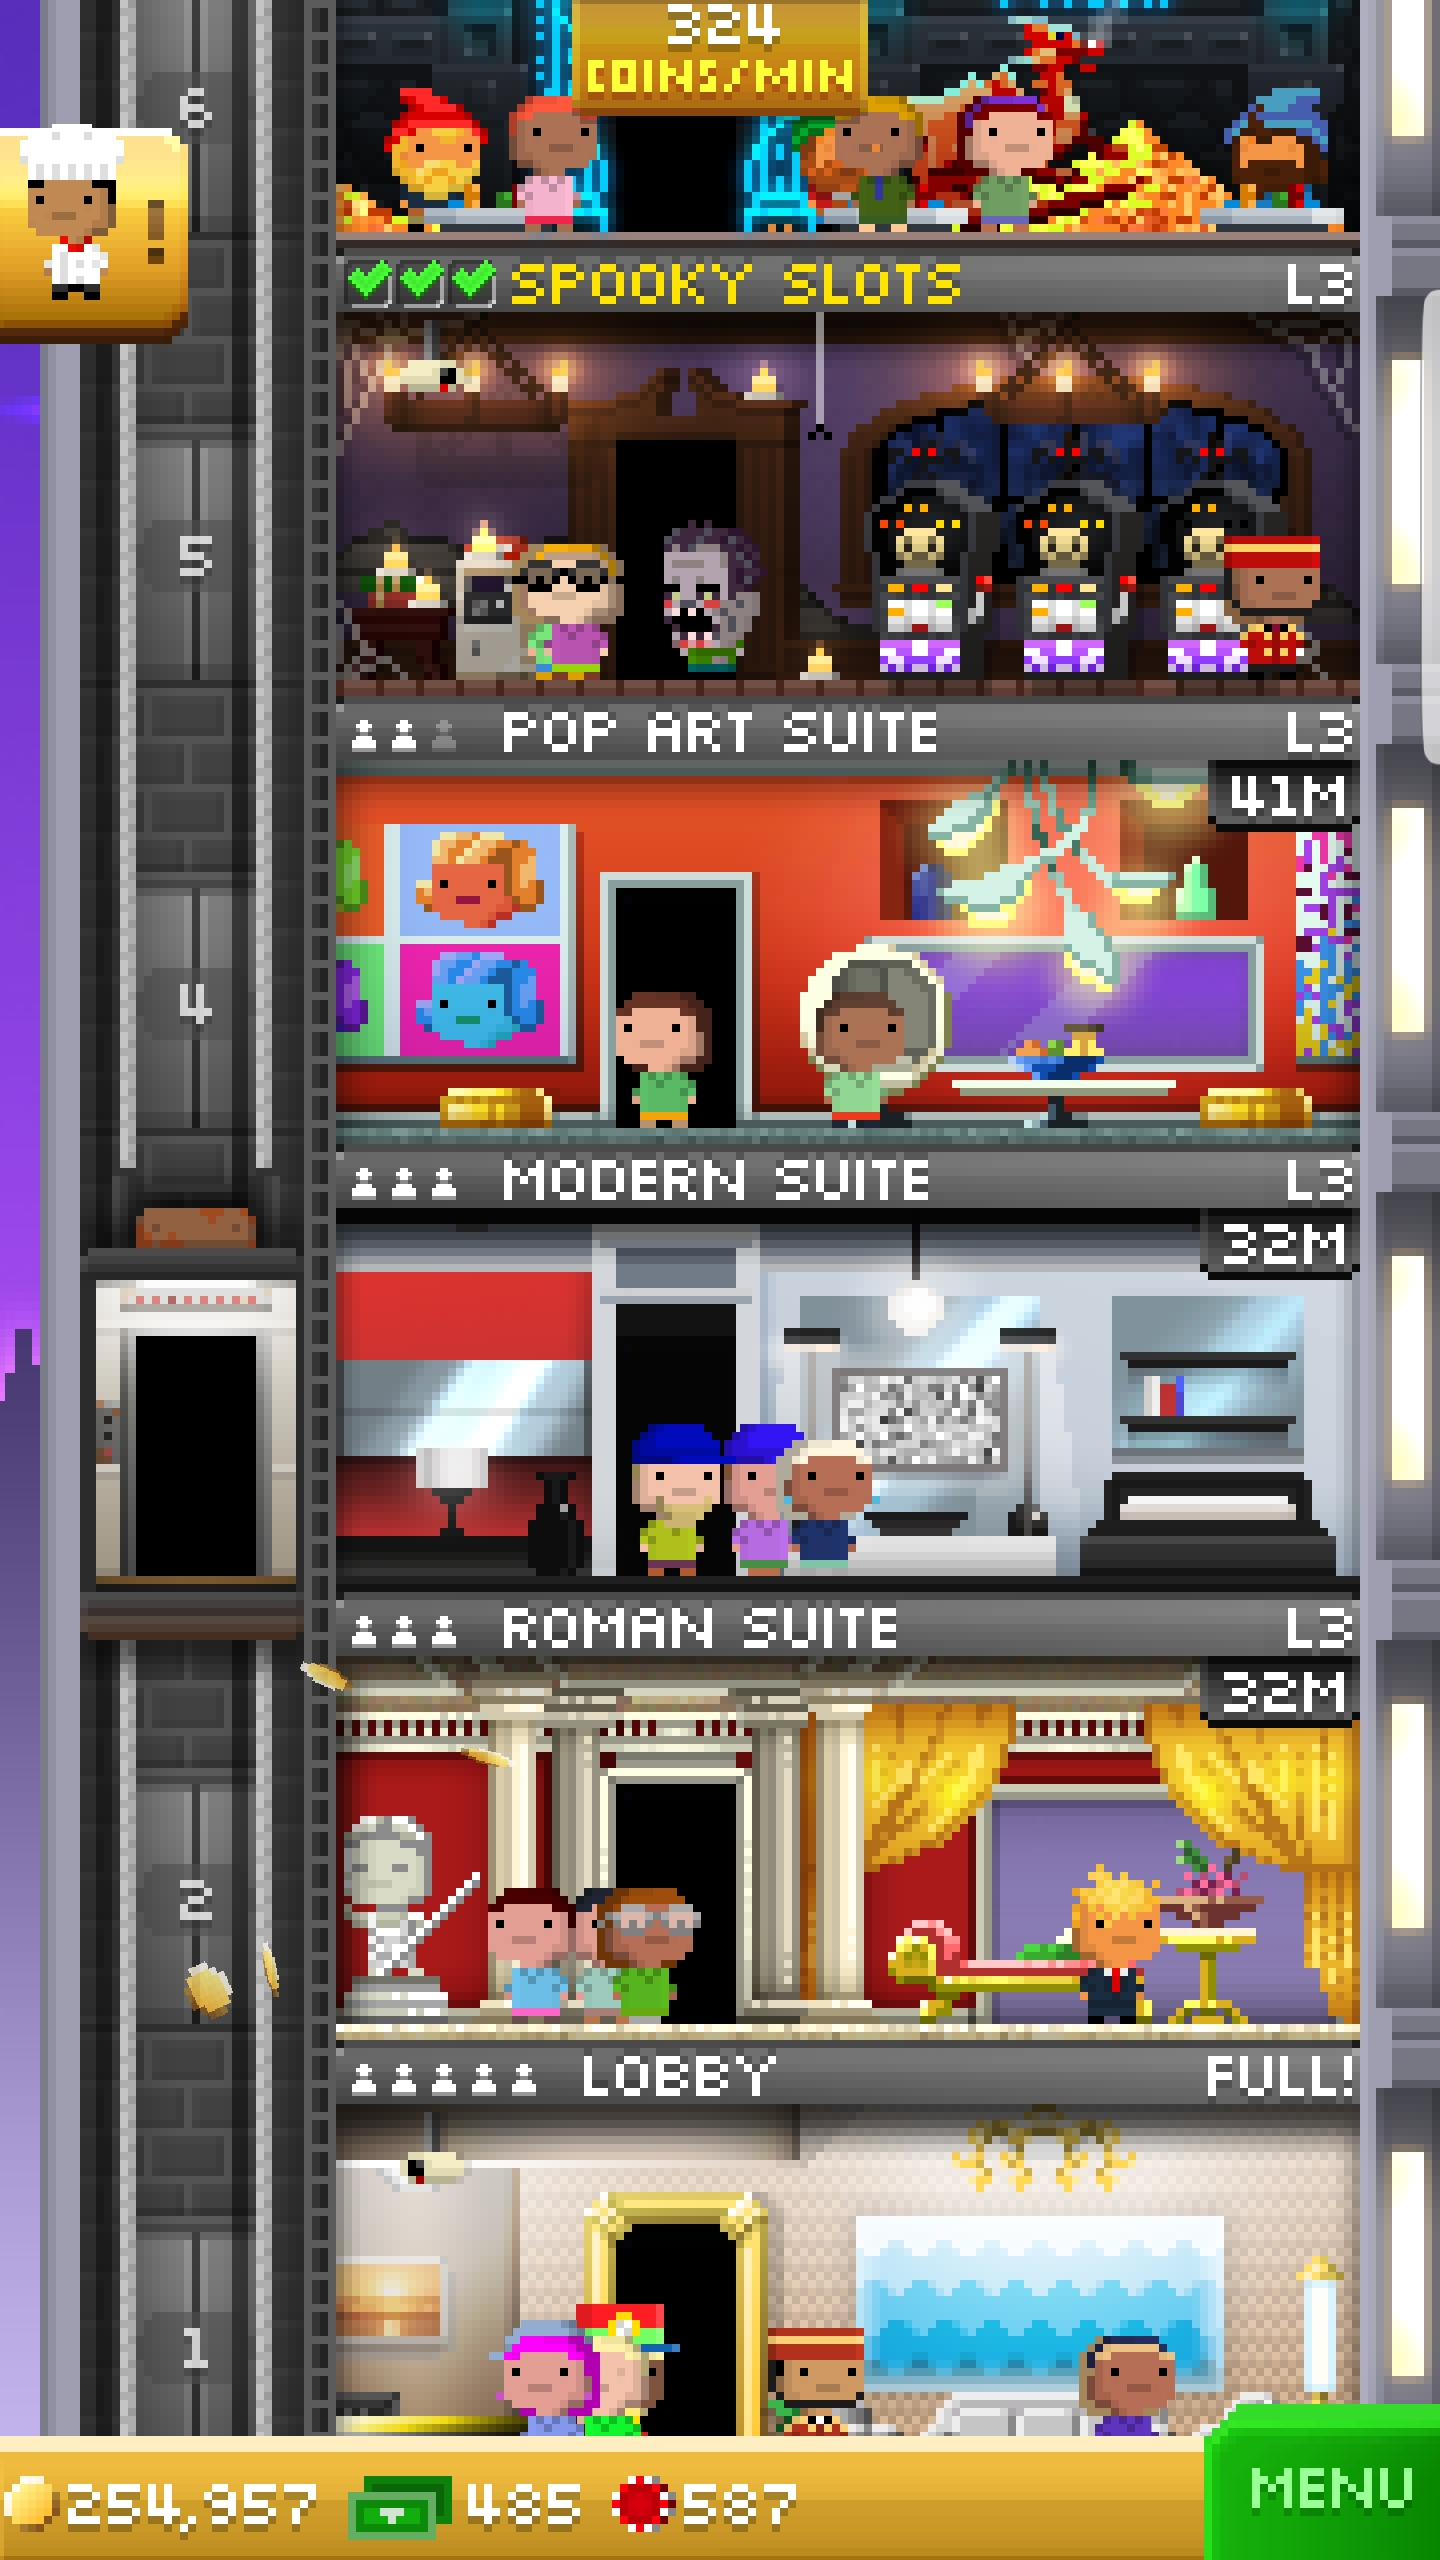 324
COINS/MIN
6
!
SPOOKY SLOTS L3
5
POP ART SUITE L3
41M
4
MODERN SUITE L3
32M
ROMAN SUITE L3
32M
2
LOBBY FULL!
1
254,957 485 587
MENU